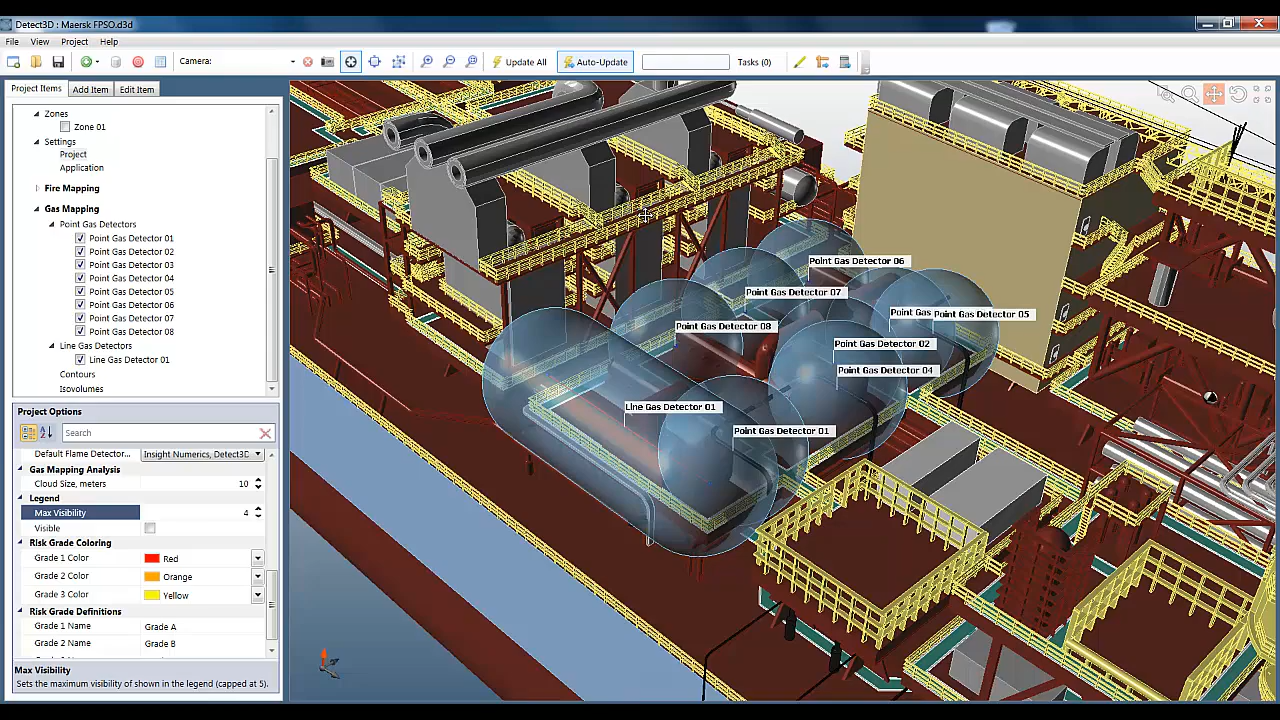 Detect3D : Maersk FPSO.d3d
File View Project Help
Camera: Update All Auto-Update Tasks (0)
Project Items Add Item Edit Item
Zones
Zone 01
Settings
Project
Application
Fire Mapping
Gas Mapping
Point Gas Detectors
Point Gas Detector 01
Point Gas Detector 02
Point Gas Detector 03
Point Gas Detector 04
Point Gas Detector 05
Point Gas Detector 06
Point Gas Detector 07
Point Gas Detector 08
Line Gas Detectors
Line Gas Detector 01
Contours
Isovolumes
Project Options
Search
Default Flame Detector... Insight Numerics, Detect3D
Gas Mapping Analysis
Cloud Size, meters 10
Legend
Max Visibility 4
Visible
Risk Grade Coloring
Grade 1 Color Red
Grade 2 Color Orange
Grade 3 Color Yellow
Risk Grade Definitions
Grade 1 Name Grade A
Grade 2 Name Grade B
Max Visibility
Sets the maximum visibility of shown in the legend (capped at 5).
Point Gas Detector 06
Point Gas Detector 07
Point Gas Point Gas Detector 05
Point Gas Detector 08
Point Gas Detector 02
Point Gas Detector 04
Line Gas Detector 01
Point Gas Detector 01